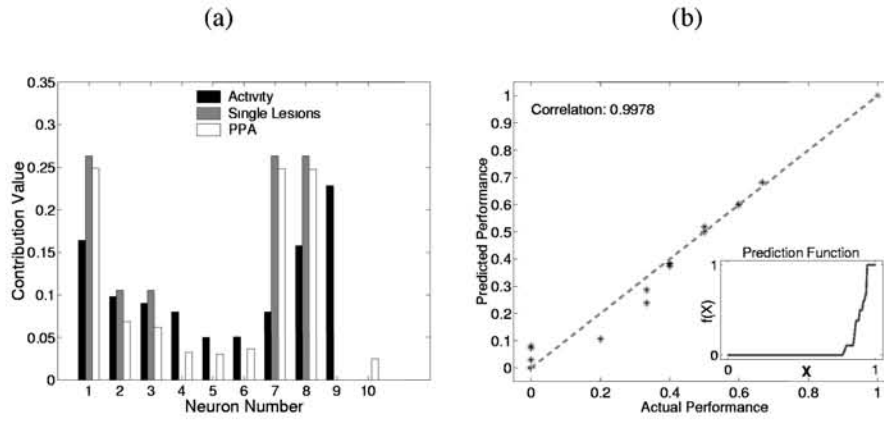 (a)
0.35
0.3
0.25
0.2
0.15
0.1
0.05
0
Contribution Value
Activity
Single Lesions
PPA
1 2 3 4 5 6 7 8 9 10
Neuron Number
(b)
1
0.9
0.8
0.7
0.6
0.5
0.4
0.3
0.2
0.1
0
Predicted Performance
Correlation: 0.9978
Prediction Function
1
0
f(X)
0 X 1
0 0.2 0.4 0.6 0.8 1
Actual Performance